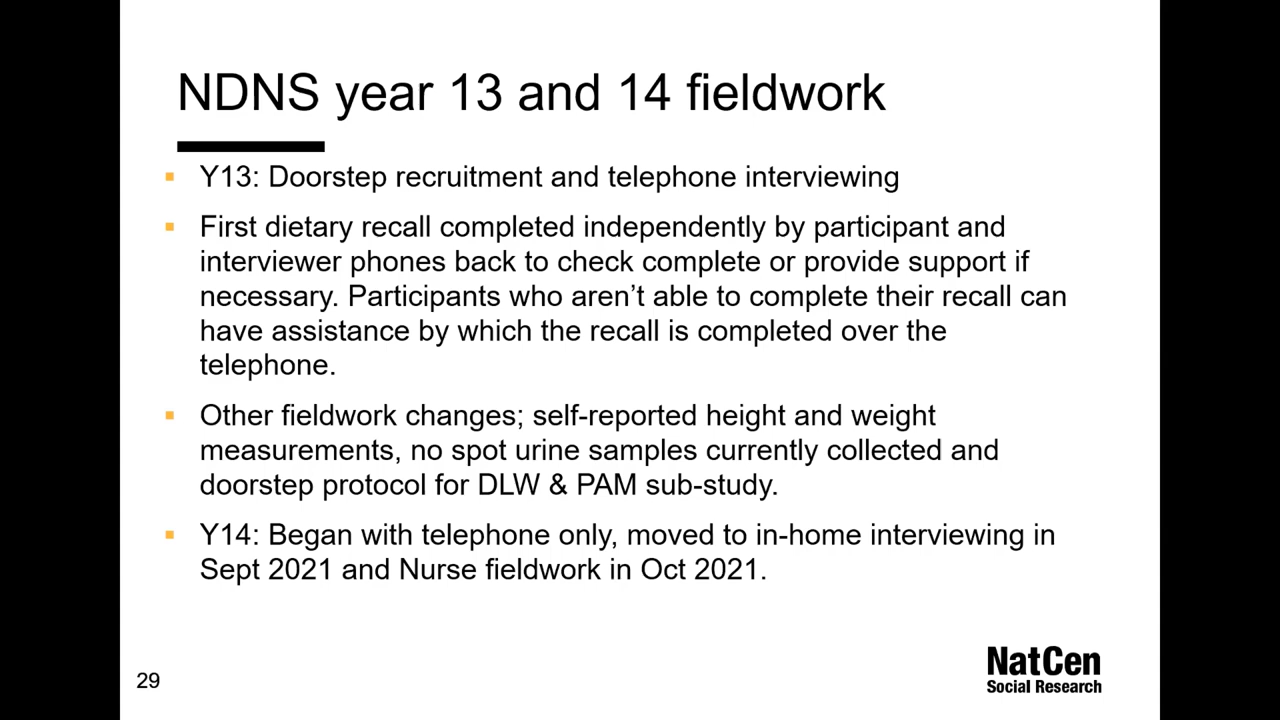 NDNS year 13 and 14 fieldwork
Y13: Doorstep recruitment and telephone interviewing
First dietary recall completed independently by participant and
interviewer phones back to check complete or provide support if
necessary. Participants who aren’t able to complete their recall can
have assistance by which the recall is completed over the
telephone.
Other fieldwork changes; self-reported height and weight
measurements, no spot urine samples currently collected and
doorstep protocol for DLW & PAM sub-study.
Y14: Began with telephone only, moved to in-home interviewing in
Sept 2021 and Nurse fieldwork in Oct 2021.
29
NatCen
Social Research